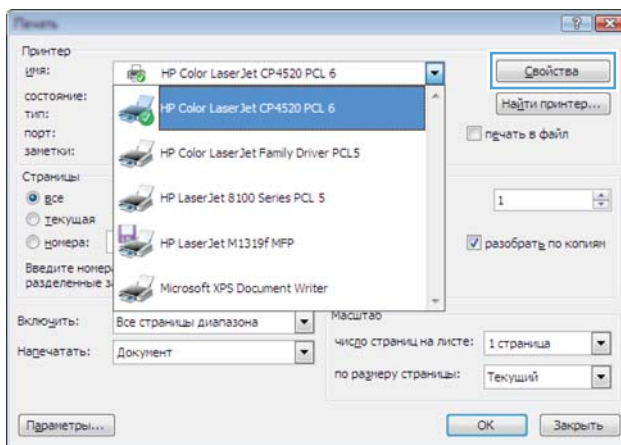 Печать
Принтер
имя: HP Color LaserJet CP4520 PCL 6 Свойства
состояние: HP Color LaserJet CP4520 PCL 6 Найти принтер...
тип:
порт: HP Color LaserJet Family Driver PCL5 печать в файл
заметки:
Страницы
все HP LaserJet 8100 Series PCL 5 1
текущая
номера: HP LaserJet M1319f MFP разобрать по копиям
Введите номер
разделенные з Microsoft XPS Document Writer
Включить: Все страницы диапазона Масштаб
Напечатать: Документ число страниц на листе: 1 страница
по размеру страницы: Текущий
Параметры... OK Закрыть